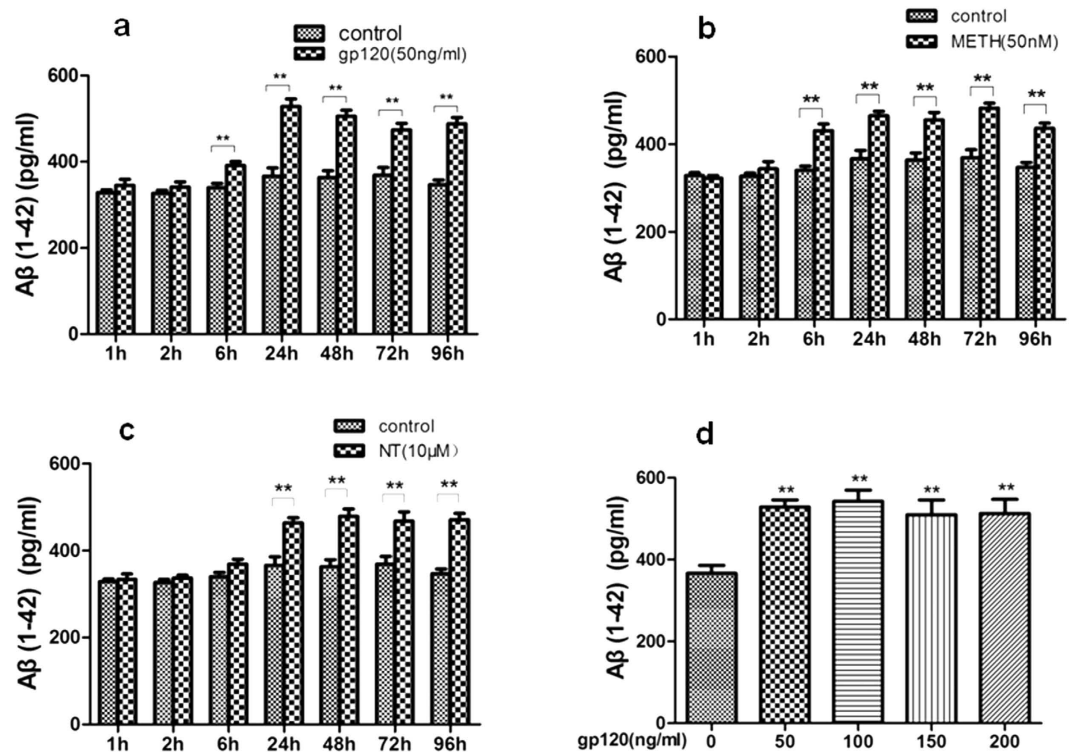 a
control
gp120(50ng/ml)
Aβ (1-42) (pg/ml)
600
400
200
0
** ** ** ** **
1h 2h 6h 24h 48h 72h 96h
b
control
METH(50nM)
Aβ (1-42) (pg/ml)
600
400
200
0
** ** ** ** **
1h 2h 6h 24h 48h 72h 96h
c
control
NT(10μM)
Aβ (1-42) (pg/ml)
600
400
200
0
** ** ** **
1h 2h 6h 24h 48h 72h 96h
d
Aβ (1-42) (pg/ml)
600
400
200
0
** ** ** **
gp120(ng/ml) 0 50 100 150 200